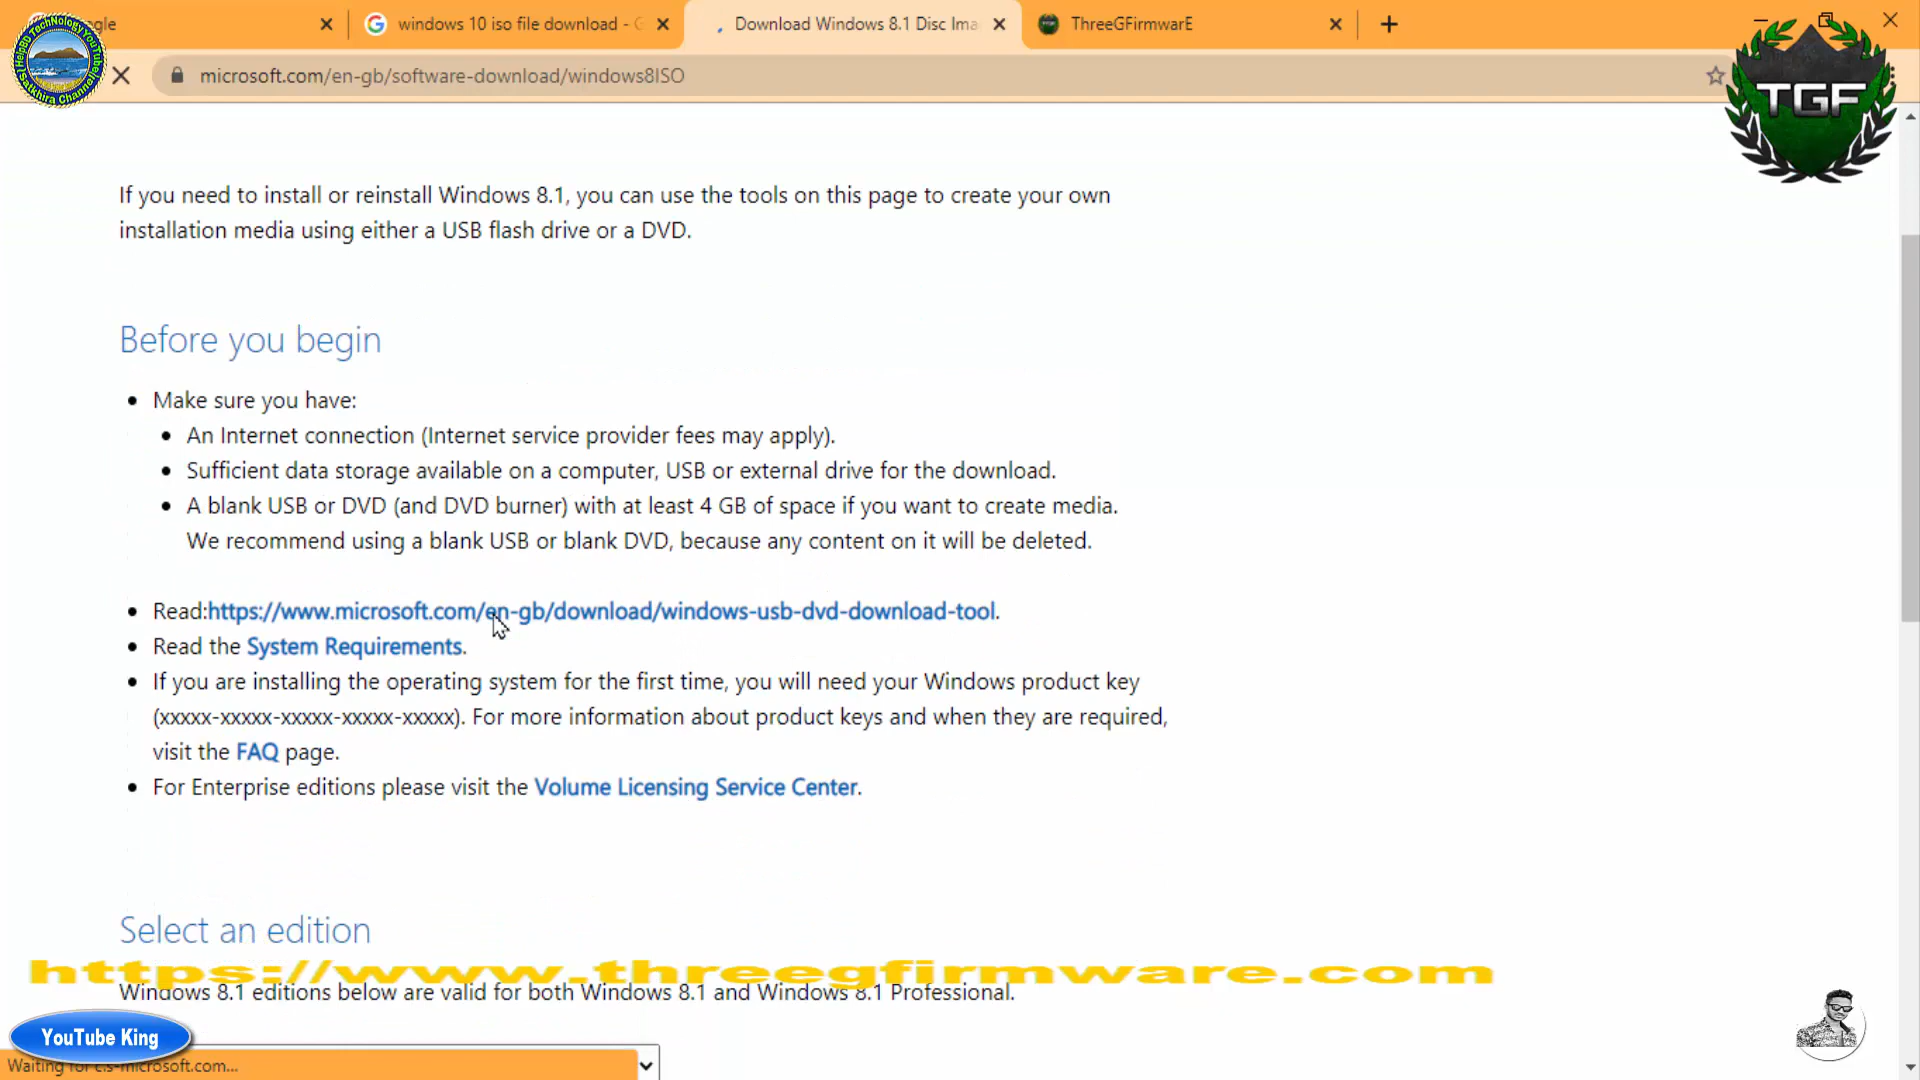 gle
windows 10 iso file download - G
Download Windows 8.1 Disc Ima
ThreeGFirmwarE
microsoft.com/en-gb/software-download/windows8ISO
HelpBD TechNology YouTube
Satkhira Channel
TGF
If you need to install or reinstall Windows 8.1, you can use the tools on this page to create your own
installation media using either a USB flash drive or a DVD.
Before you begin
Make sure you have:
An Internet connection (Internet service provider fees may apply).
Sufficient data storage available on a computer, USB or external drive for the download.
A blank USB or DVD (and DVD burner) with at least 4 GB of space if you want to create media.
We recommend using a blank USB or blank DVD, because any content on it will be deleted.
Read:https://www.microsoft.com/en-gb/download/windows-usb-dvd-download-tool.
Read the System Requirements.
If you are installing the operating system for the first time, you will need your Windows product key
(xxxxx-xxxxx-xxxxx-xxxxx-xxxxx). For more information about product keys and when they are required,
visit the FAQ page.
For Enterprise editions please visit the Volume Licensing Service Center.
Select an edition
https://www.threegfirmware.com
Windows 8.1 editions below are valid for both Windows 8.1 and Windows 8.1 Professional.
YouTube King
Waiting for c.s-microsoft.com...